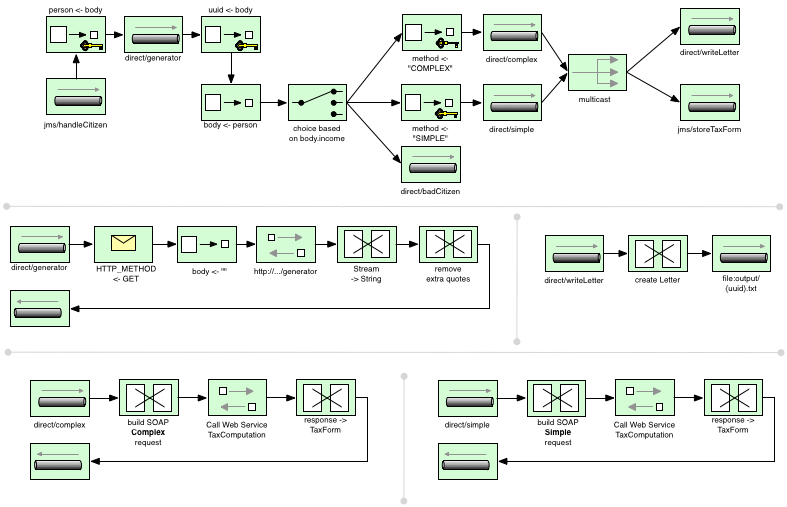 person <- body
uuid <- body
direct/generator
jms/handleCitizen
body <- person
choice based
on body.income
method <-
"COMPLEX"
direct/complex
method <-
"SIMPLE"
direct/simple
direct/badCitizen
multicast
direct/writeLetter
jms/storeTaxForm
direct/generator
HTTP_METHOD
<- GET
body <- ""
http://.../generator
Stream
-> String
remove
extra quotes
direct/writeLetter
create Letter
file:output/
(uuid).txt
direct/complex
build SOAP
Complex
request
Call Web Service
TaxComputation
response ->
TaxForm
direct/simple
build SOAP
Simple
request
Call Web Service
TaxComputation
response ->
TaxForm